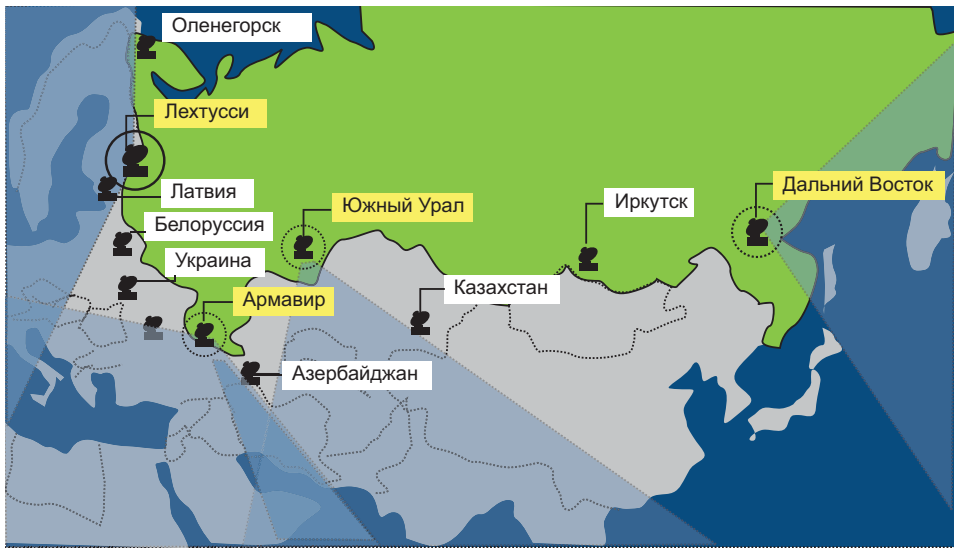 Оленегорск
Лехтусси
Латвия
Южный Урал
Иркутск
Дальний Восток
Белоруссия
Украина
Армавир
Казахстан
Азербайджан